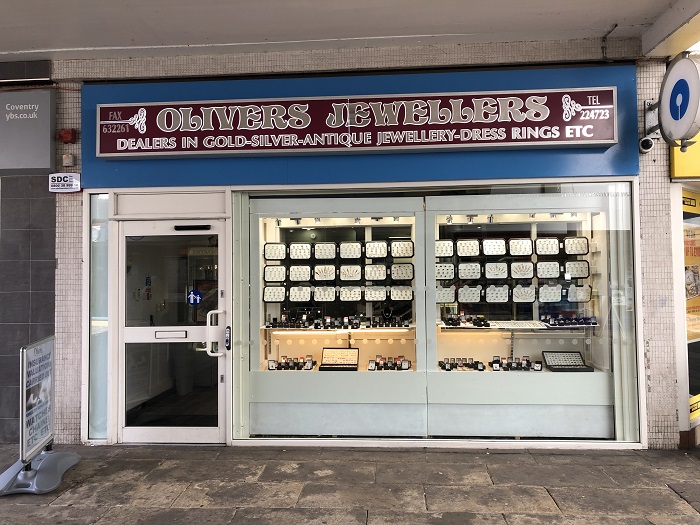 Coventry
ybs.co.uk
FAX
632261
OLIVERS JEWELLERS
TEL
224723
DEALERS IN GOLD-SILVER-ANTIQUE JEWELLERY-DRESS RINGS ETC
SDC
INSURANCE